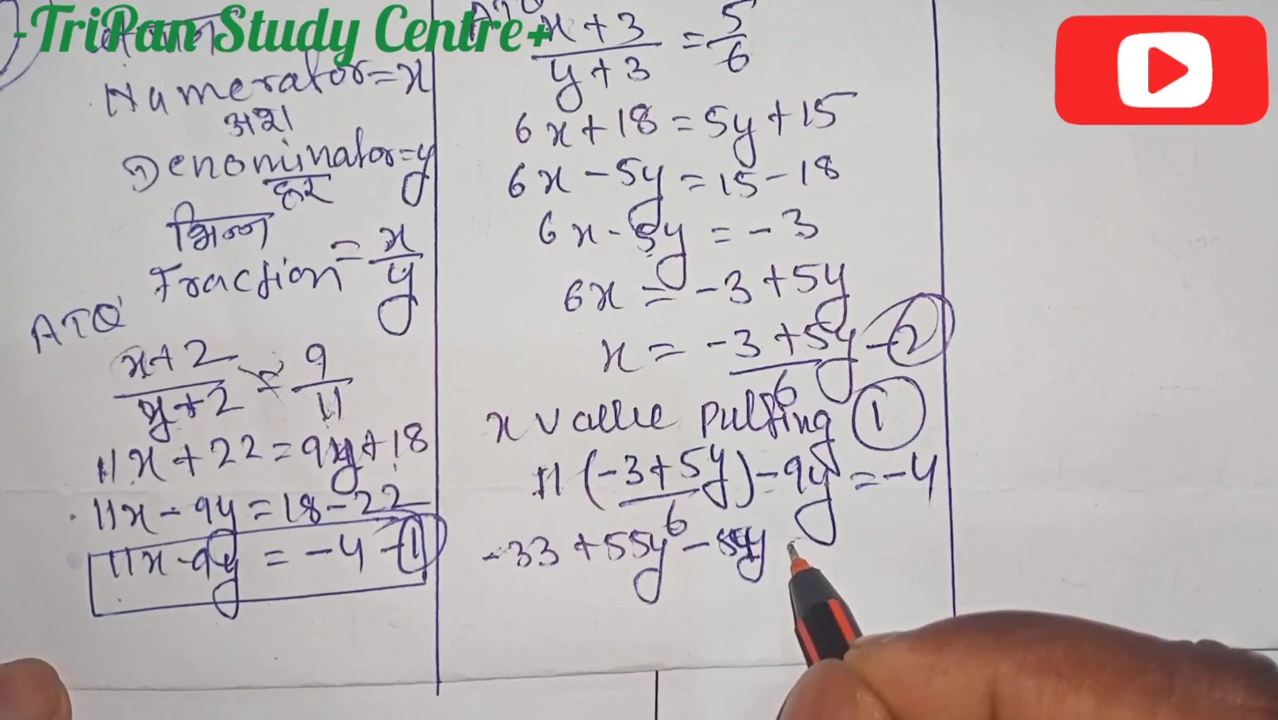 -TriPan Study Centre+
Numerator=x
अंश
Denominator=y
हर
भिन्न
Fraction = x/y
ATQ'
x+2/y+2 = 9/11
11x+22=9y+18
11x-9y=18-22
11x-9y = -4 -①
ATQ
x+3/y+3 = 5/6
6x+18=5y+15
6x-5y=15-18
6x-5y = -3
6x = -3+5y
x = -3+5y/6 -②
x value putting ①
11(-3+5y/6)-9y=-4
-33+55y-54y